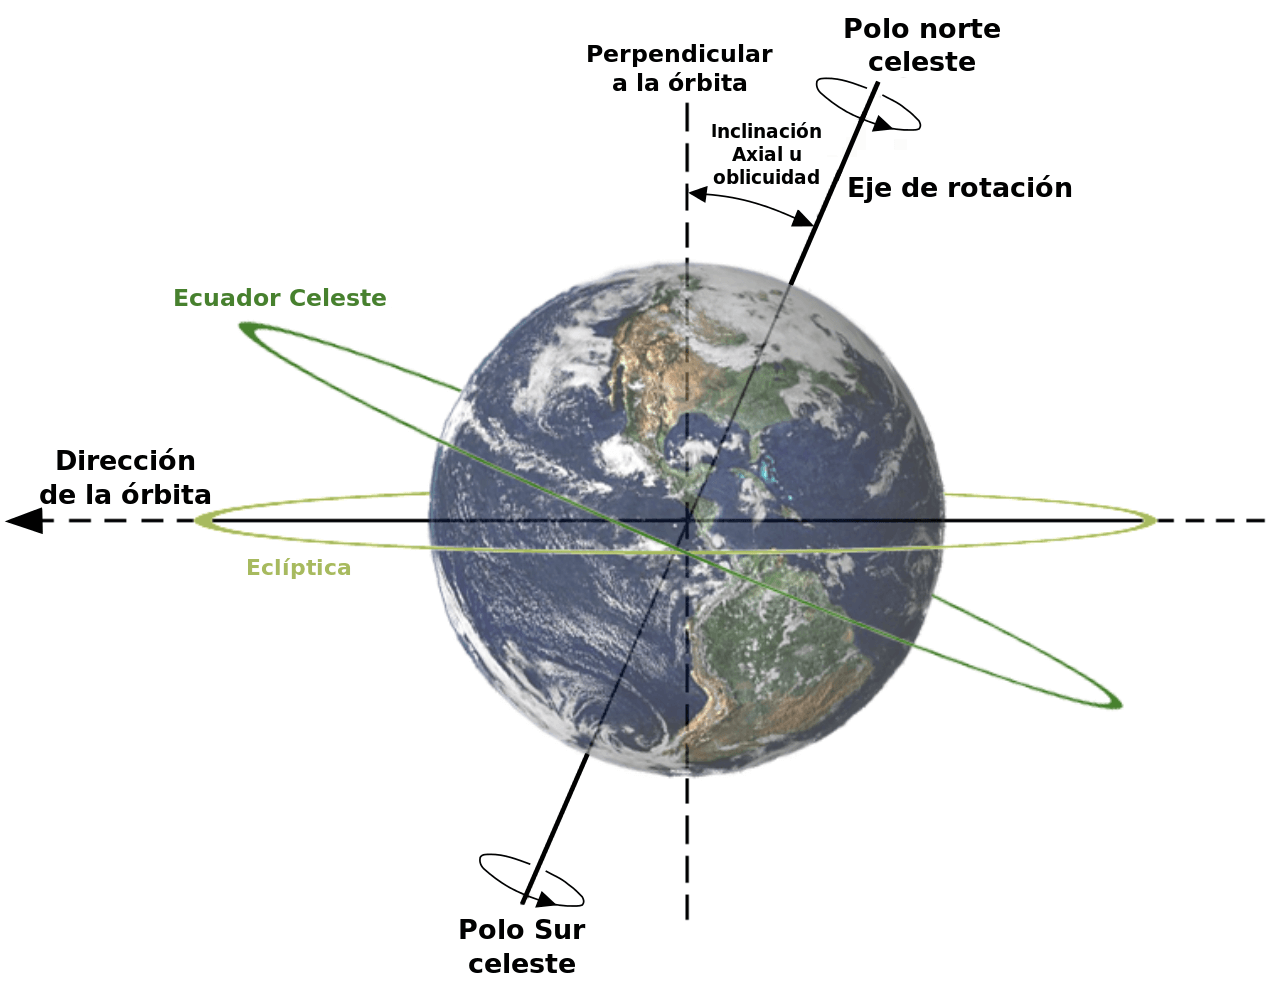 Polo norte
celeste
Perpendicular
a la órbita
Inclinación
Axial u
oblicuidad
Eje de rotación
Ecuador Celeste
Dirección
de la órbita
Eclíptica
Polo Sur
celeste